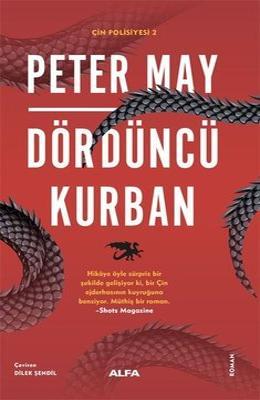 ÇİN POLİSİYESİ 2
PETER MAY
DÖRDÜNCÜ
KURBAN
Hikâye öyle sürpriz bir
şekilde gelişiyor ki, bir Çin
ejderhasının kuyruğuna
benziyor. Müthiş bir roman.
-Shots Magazine
Çeviren
DİLEK ŞENDİL
ALFA
ROMAN